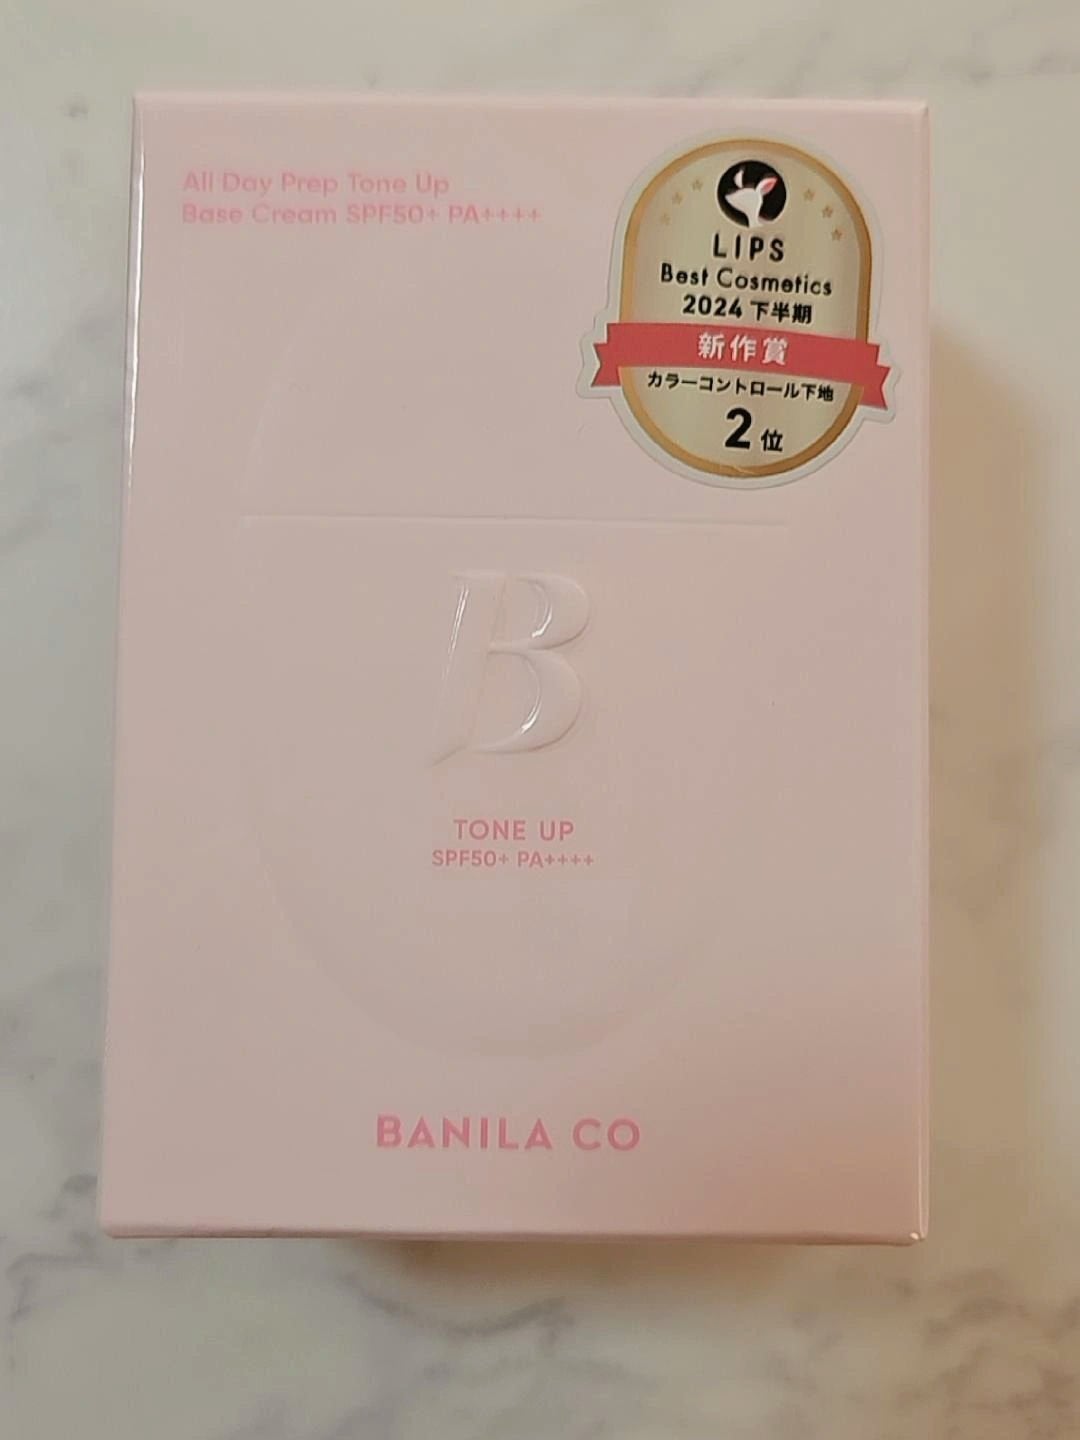 All Day Prep Tone Up
Base Cream SPF50+ PA++++
LIPS
Best Cosmetics
2024 下半期
新作賞
カラーコントロール下地
2位
B
TONE UP
SPF50+ PA++++
BANILA CO